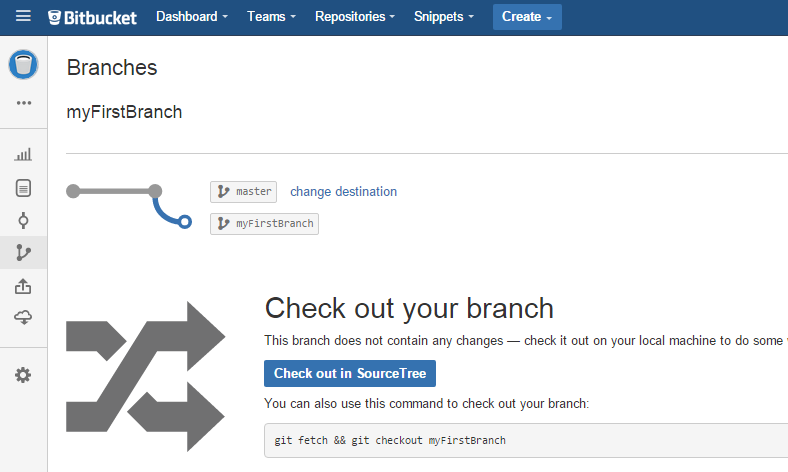 Bitbucket Dashboard Teams Repositories Snippets Create
Branches
myFirstBranch
master change destination
myFirstBranch
Check out your branch
This branch does not contain any changes — check it out on your local machine to do some
Check out in SourceTree
You can also use this command to check out your branch:
git fetch && git checkout myFirstBranch